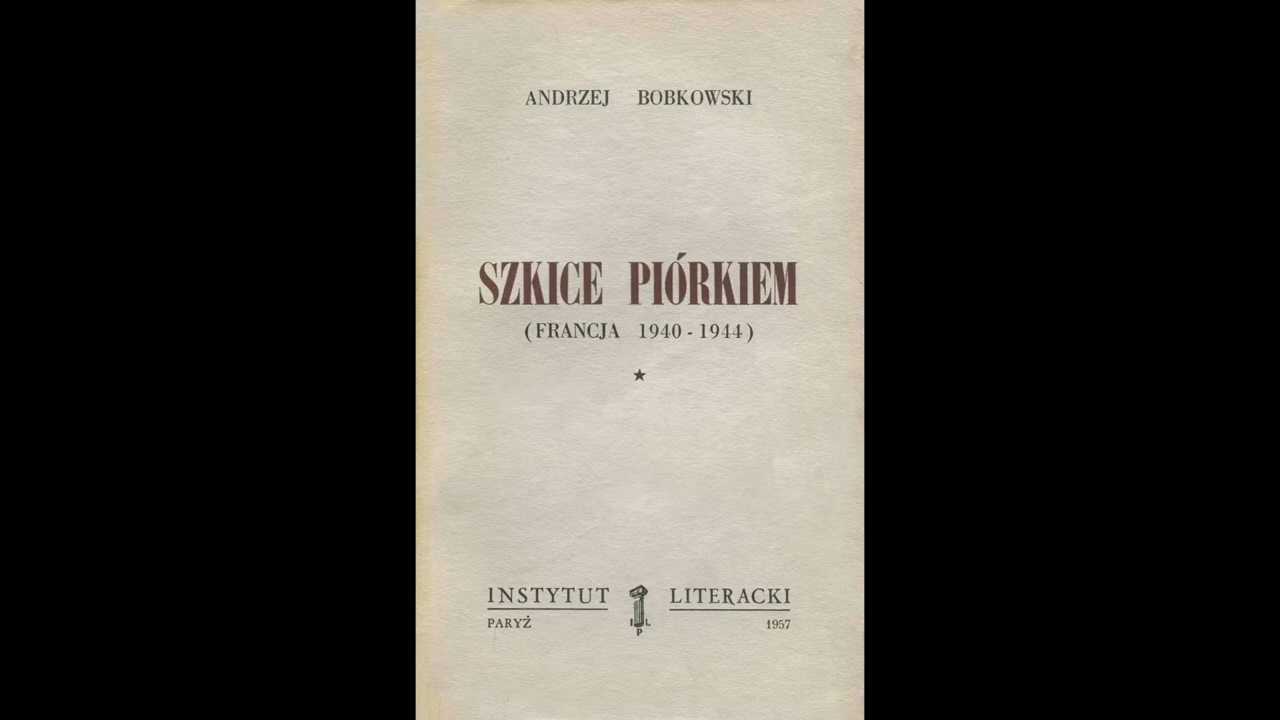 ANDRZEJ BOBKOWSKI
SZKICE PIÓRKIEM
(FRANCJA 1940-1944)
INSTYTUT LITERACKI
I L
P
PARYŻ 1957